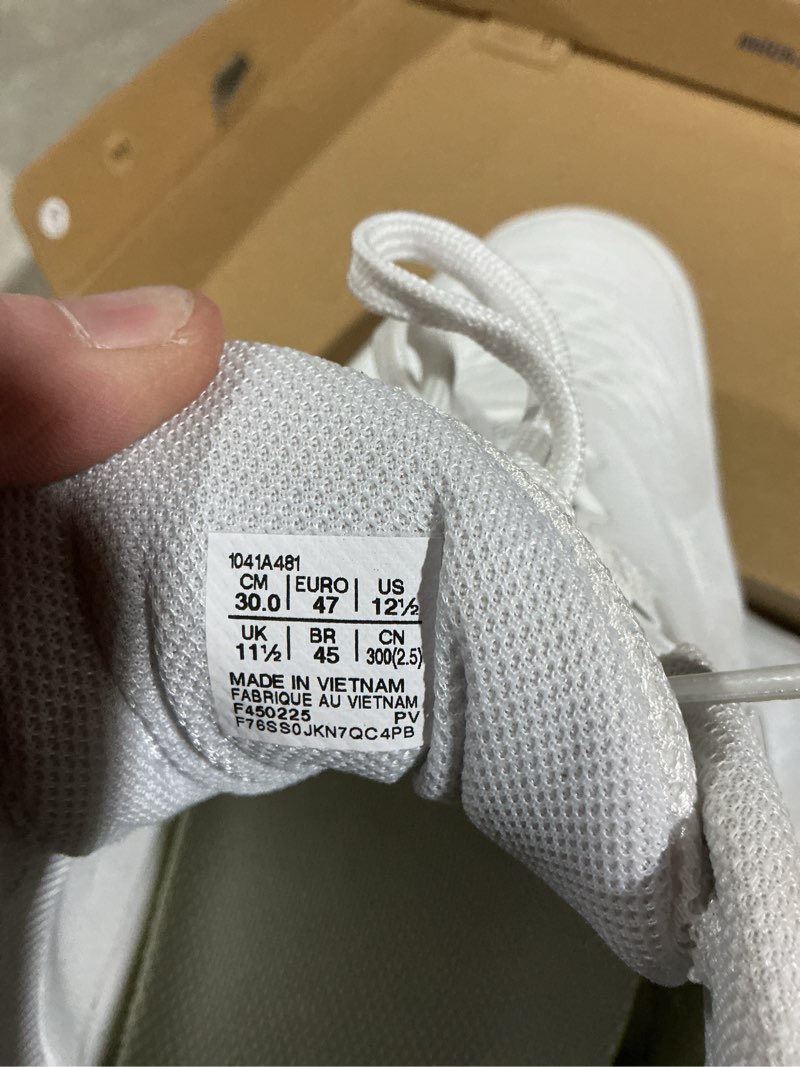 1041A481
CM | EURO | US
30.0 | 47 | 12½
UK | BR | CN
11½ | 45 | 300(2.5)
MADE IN VIETNAM
FABRIQUE AU VIETNAM
F450225 PV
F76SS0JKN7QC4PB